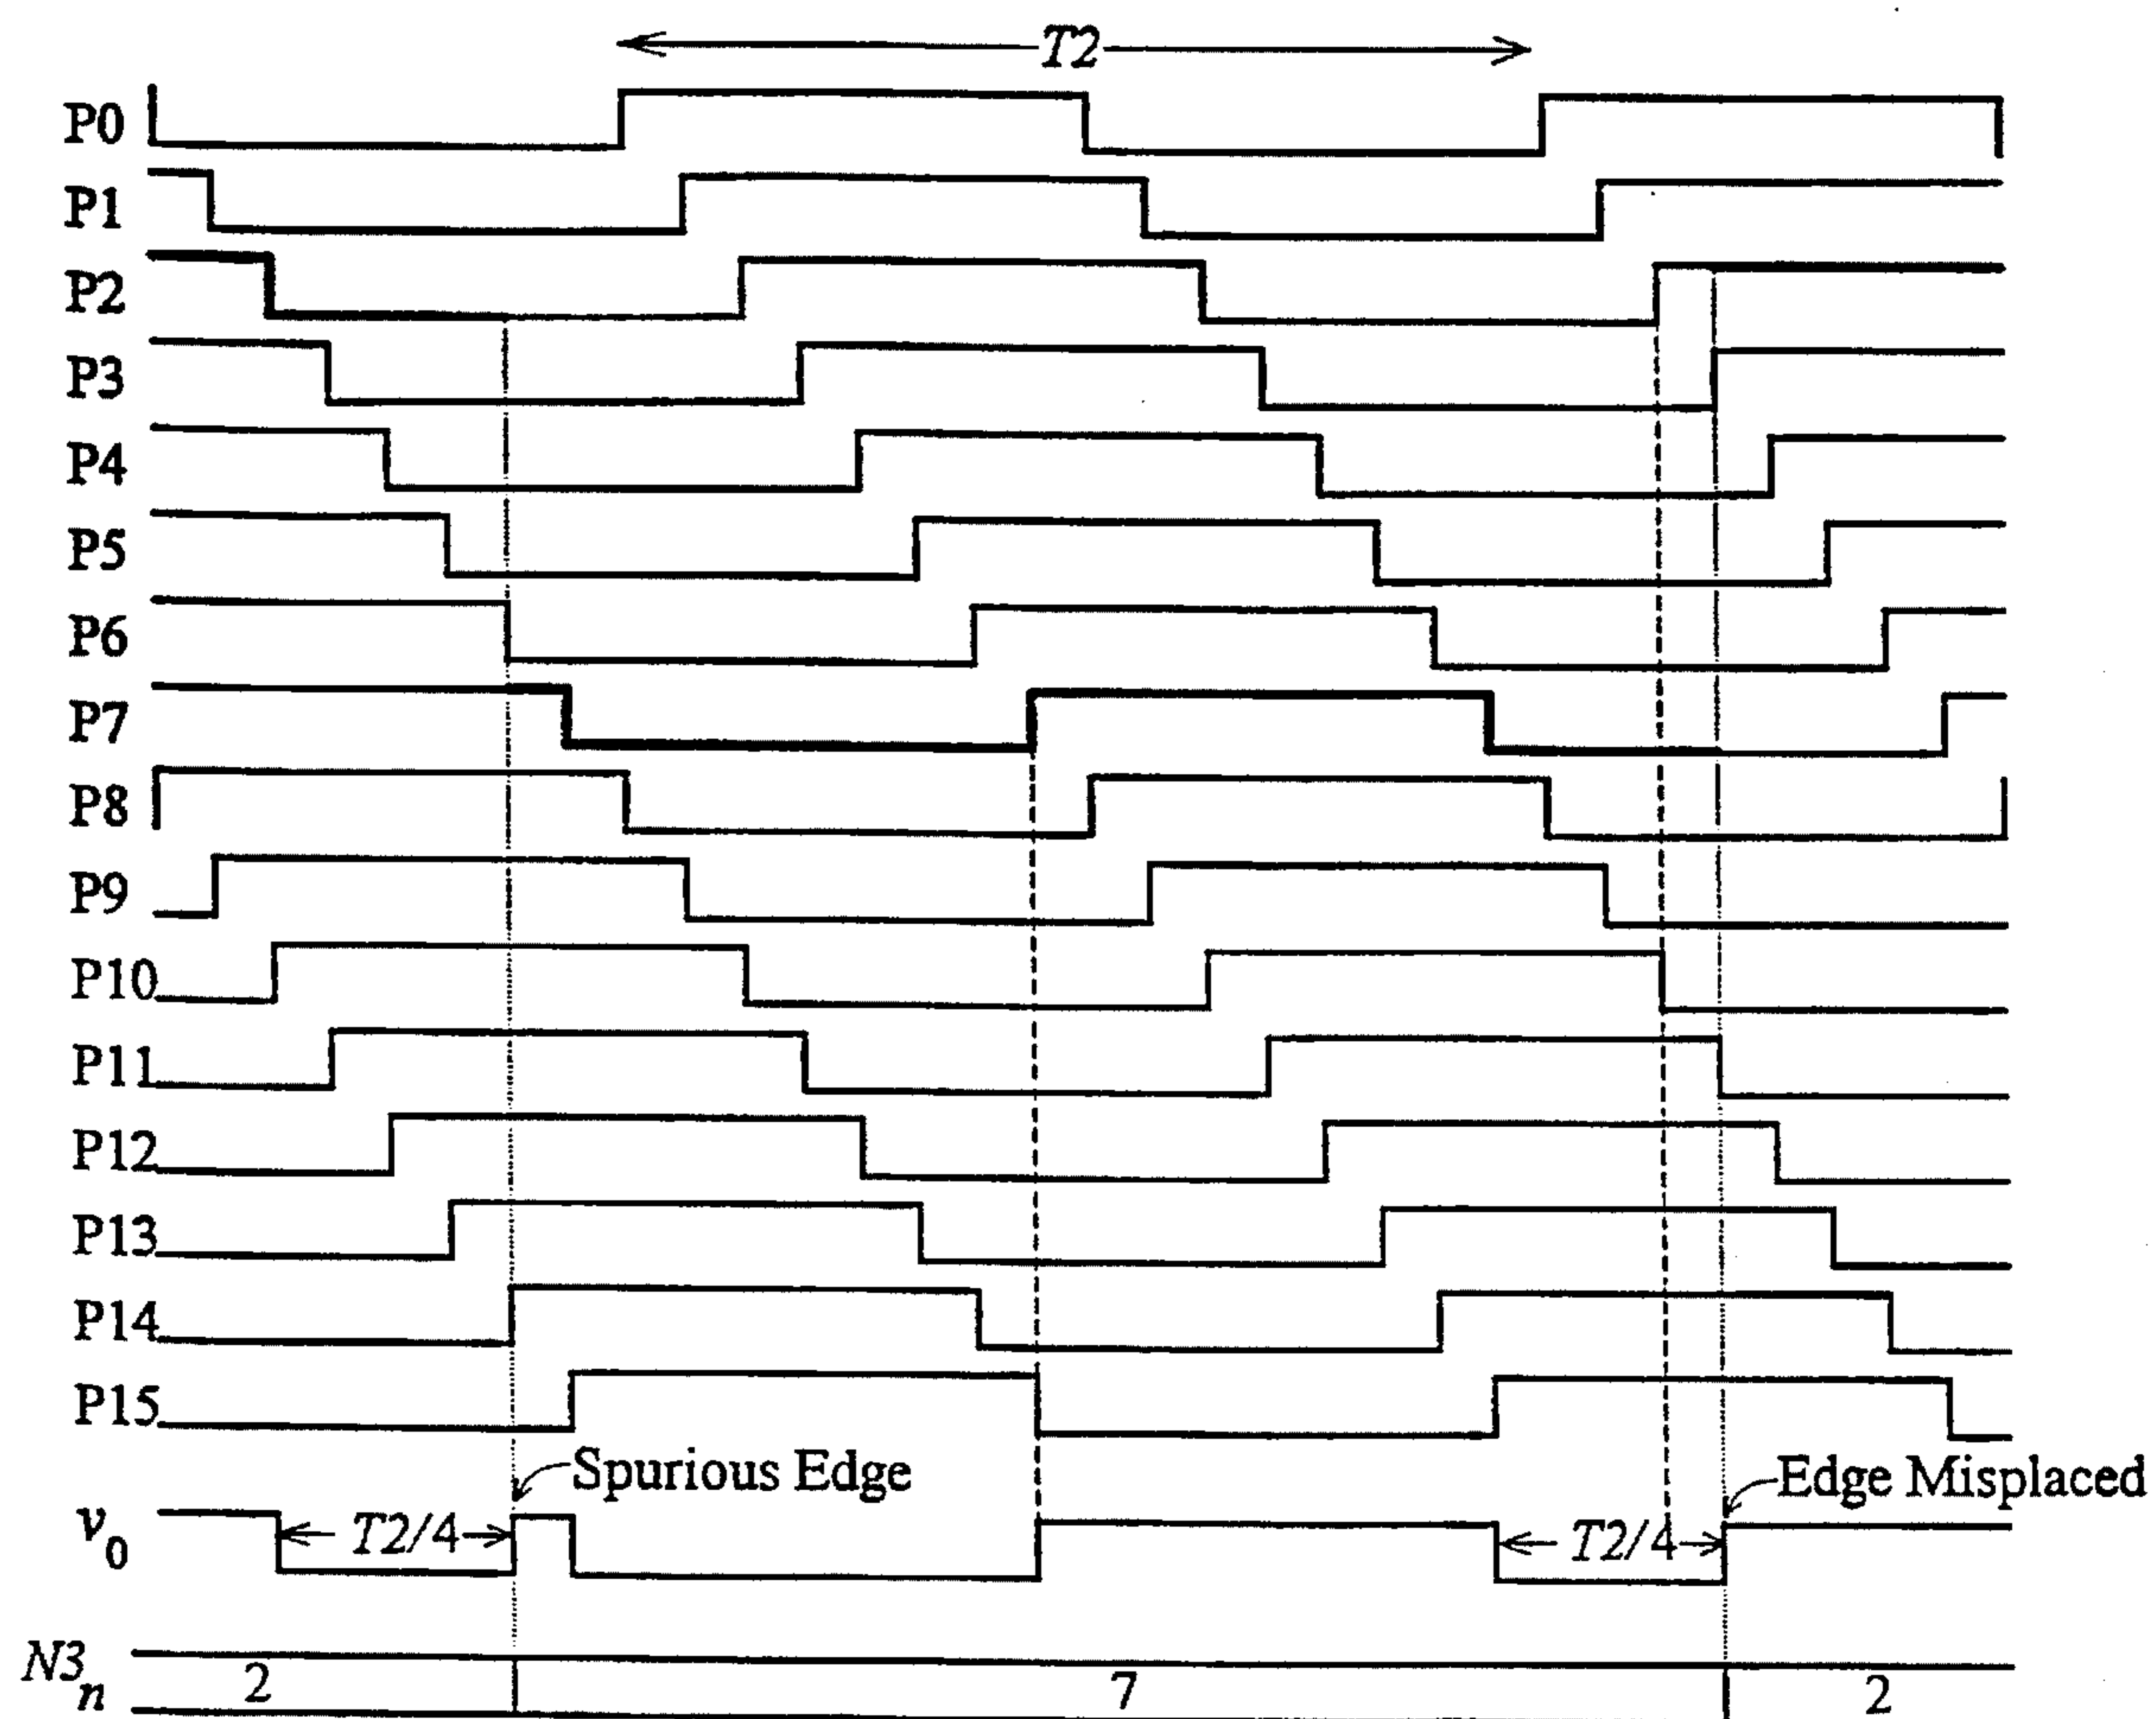 T2
P0
P1
P2
P3
P4
P5
P6
P7
P8
P9
P10
P11
P12
P13
P14
P15
Spurious Edge
Edge Misplaced
v0
T2/4
T2/4
N3n
2
7
2